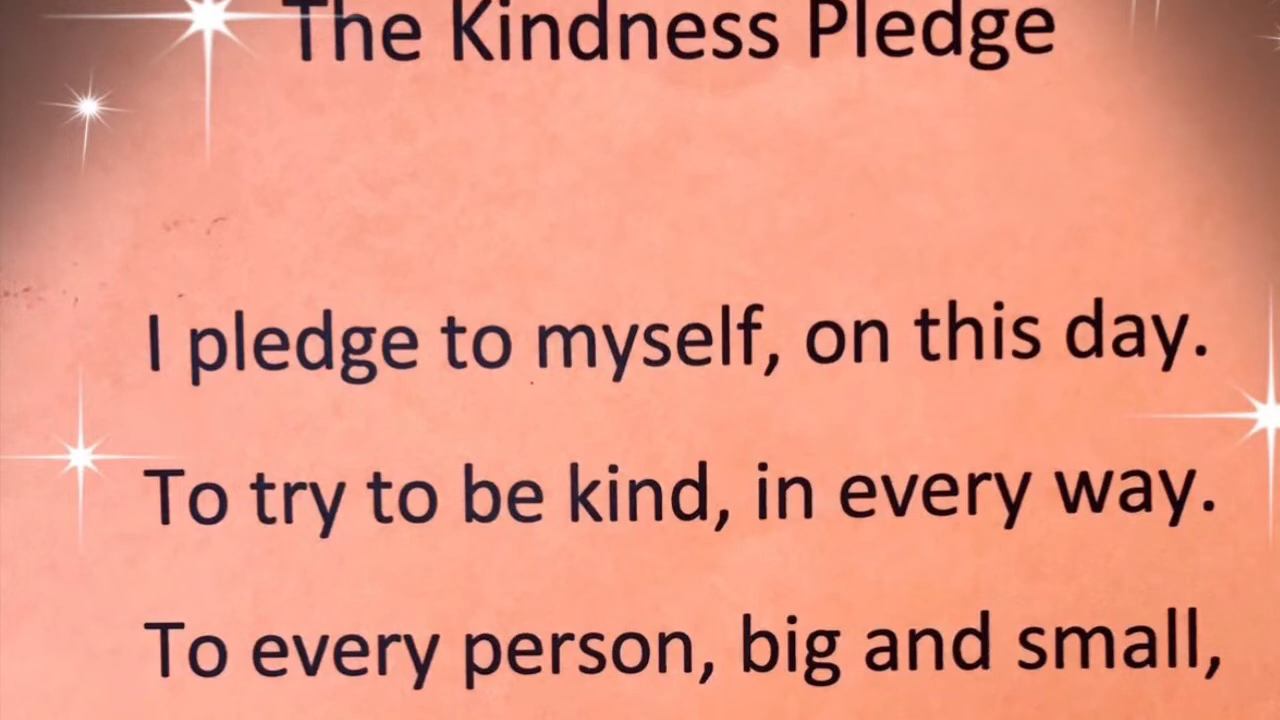 The Kindness Pledge
I pledge to myself, on this day.
To try to be kind, in every way.
To every person, big and small,